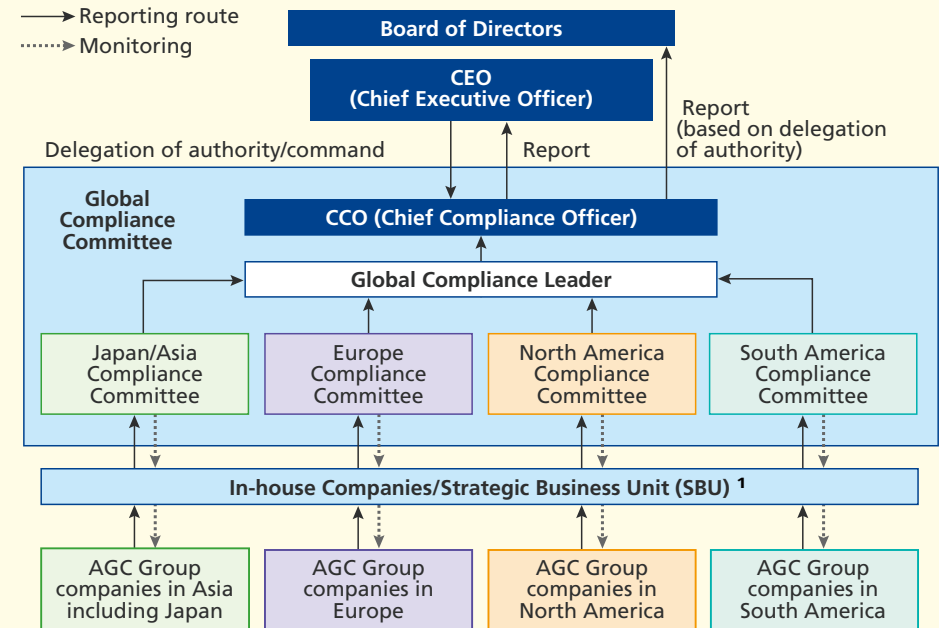 Reporting route
Monitoring
Board of Directors
CEO
(Chief Executive Officer)
Delegation of authority/command
Report
Report
(based on delegation
of authority)
Global
Compliance
Committee
CCO (Chief Compliance Officer)
Global Compliance Leader
Japan/Asia
Compliance
Committee
Europe
Compliance
Committee
North America
Compliance
Committee
South America
Compliance
Committee
In-house Companies/Strategic Business Unit (SBU) 1
AGC Group
companies in Asia
including Japan
AGC Group
companies in
Europe
AGC Group
companies in
North America
AGC Group
companies in
South America